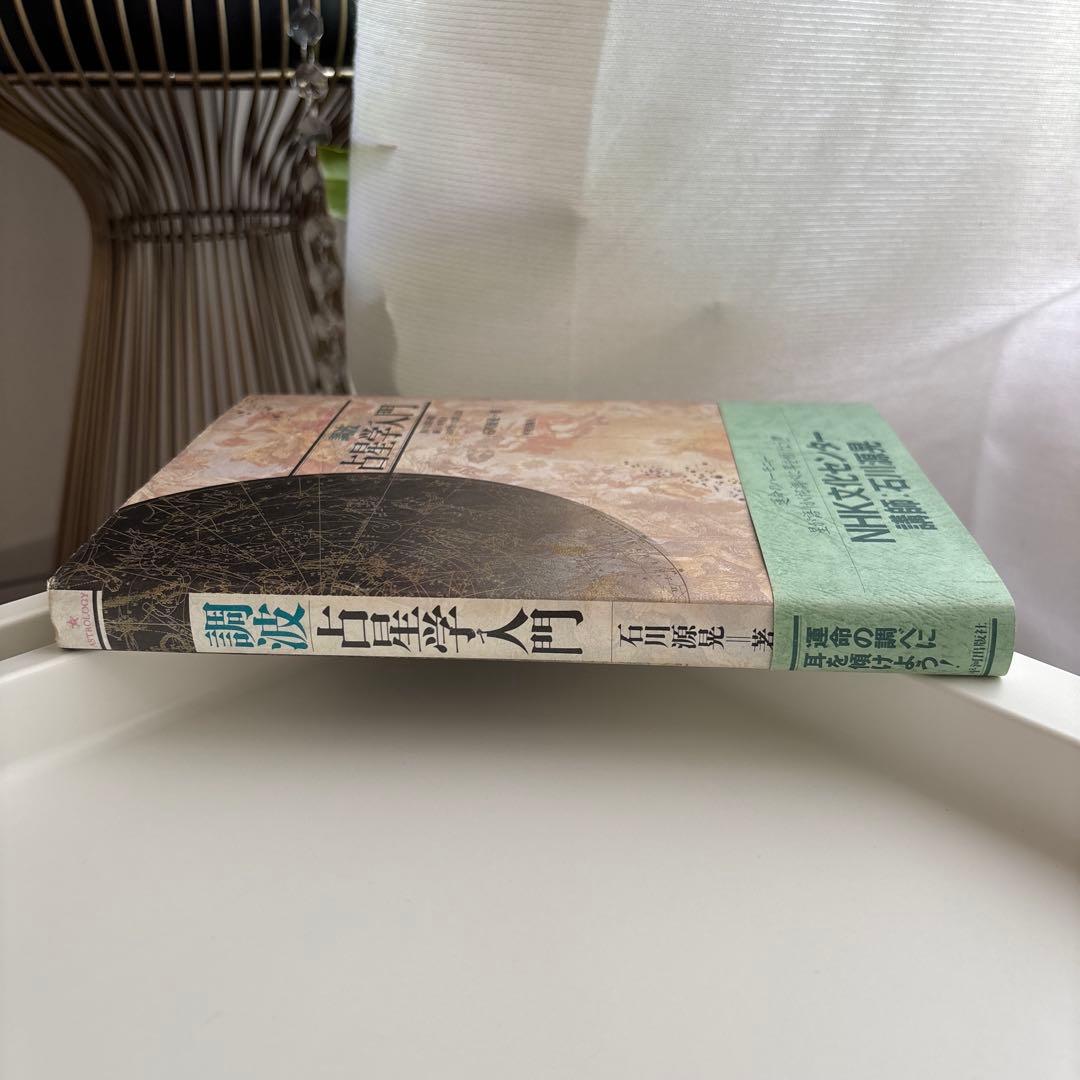 調波
占星学入門
NHK文化センター
講師:石川源晃
ASTROLOGY
調波占星学入門
石川源晃=著
運命の調べに
耳を傾けよう!
平河出版社